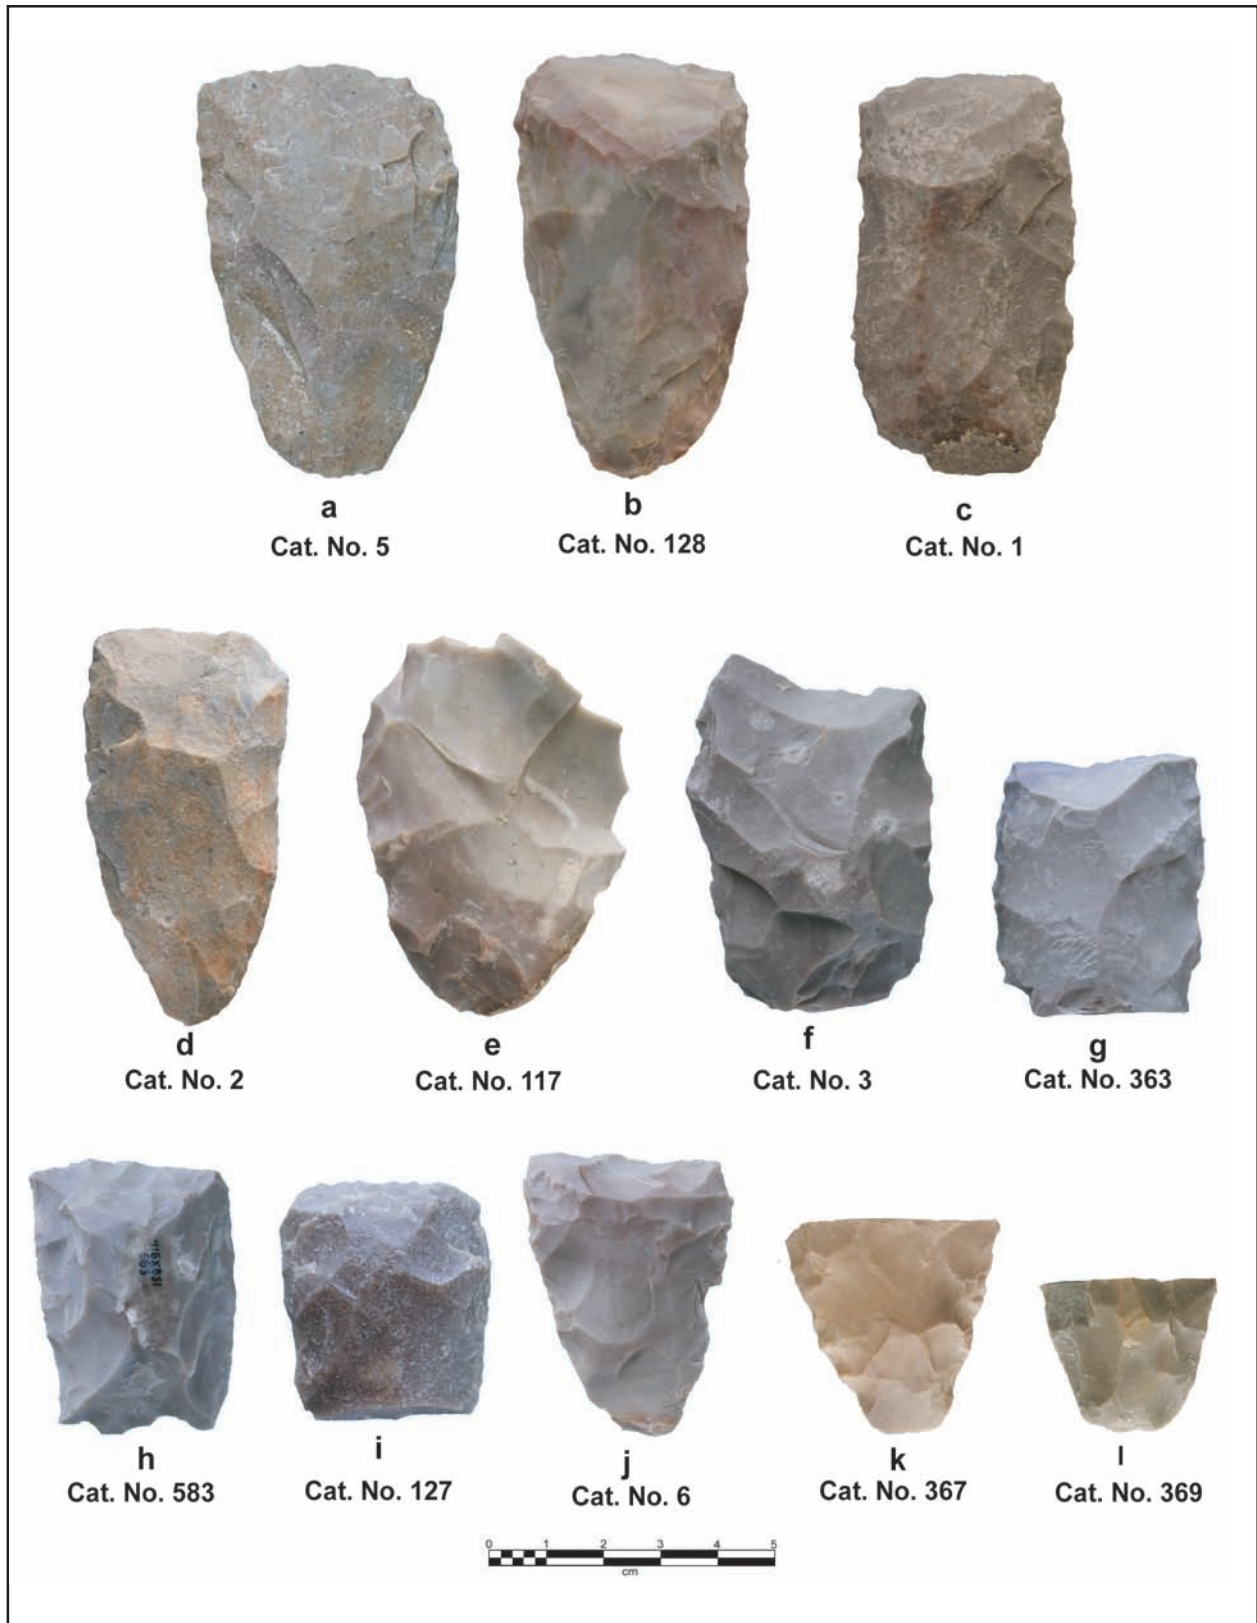 a
Cat. No. 5
b
Cat. No. 128
c
Cat. No. 1
d
Cat. No. 2
e
Cat. No. 117
f
Cat. No. 3
g
Cat. No. 363
h
Cat. No. 583
i
Cat. No. 127
j
Cat. No. 6
k
Cat. No. 367
l
Cat. No. 369
0 1 2 3 4 5
cm